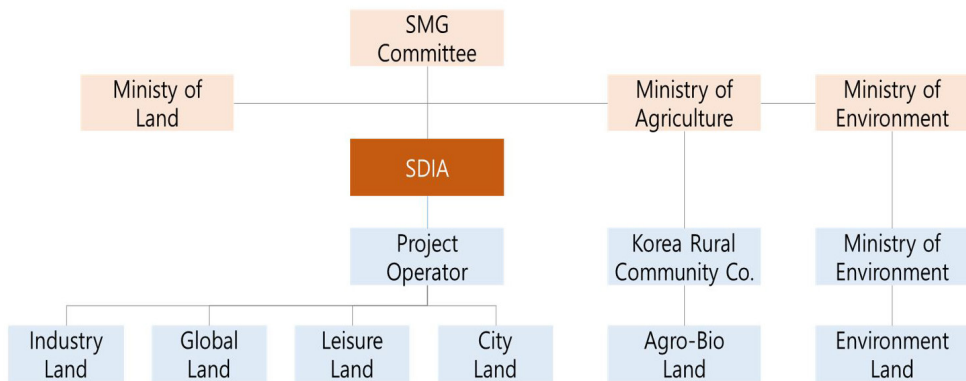 SMG
Committee
Ministy of
Land
Ministry of
Agriculture
Ministry of
Environment
SDIA
Project
Operator
Korea Rural
Community Co.
Ministry of
Environment
Industry
Land
Global
Land
Leisure
Land
City
Land
Agro-Bio
Land
Environment
Land